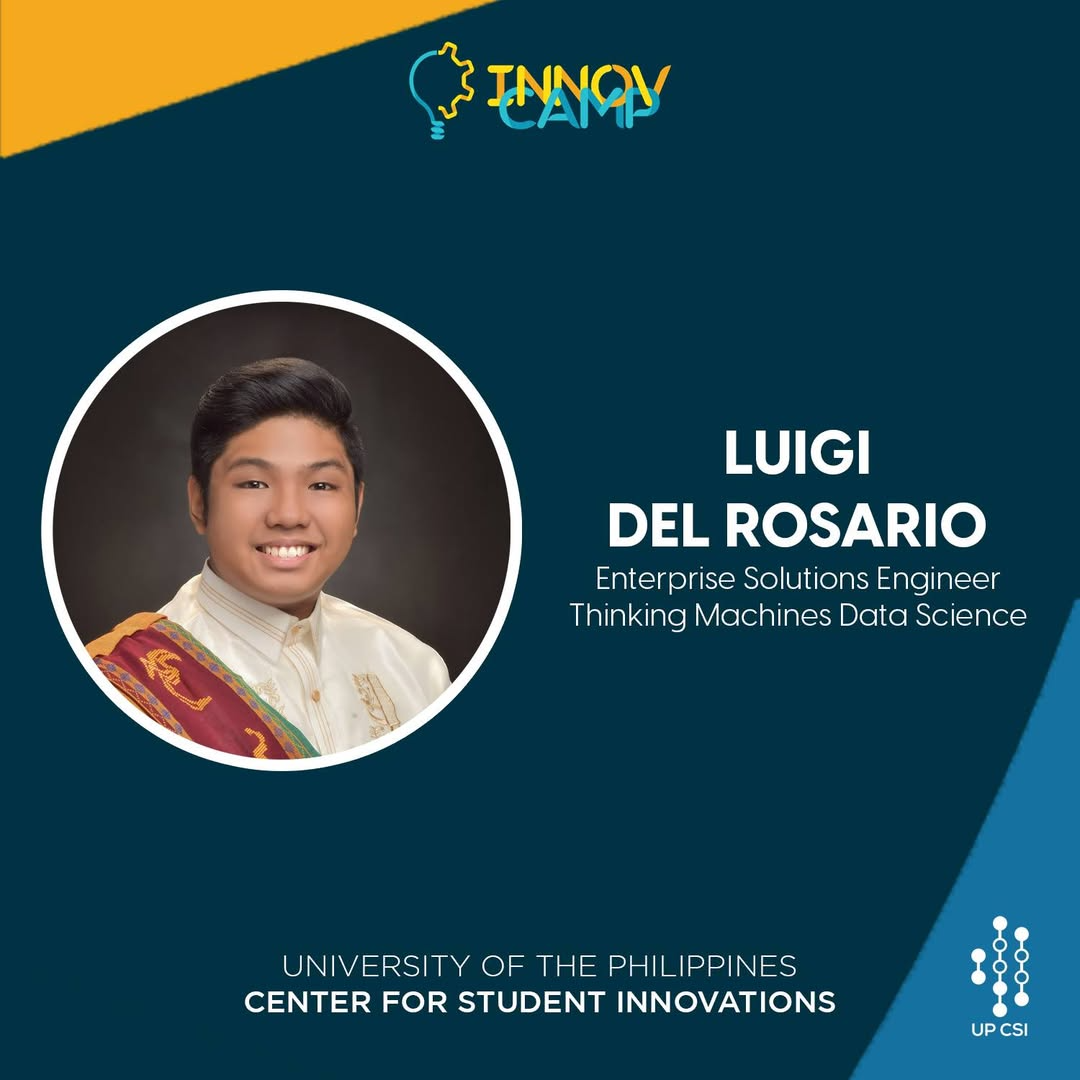 INNOV
CAMP
LUIGI
DEL ROSARIO
Enterprise Solutions Engineer
Thinking Machines Data Science
UNIVERSITY OF THE PHILIPPINES
CENTER FOR STUDENT INNOVATIONS
UP CSI